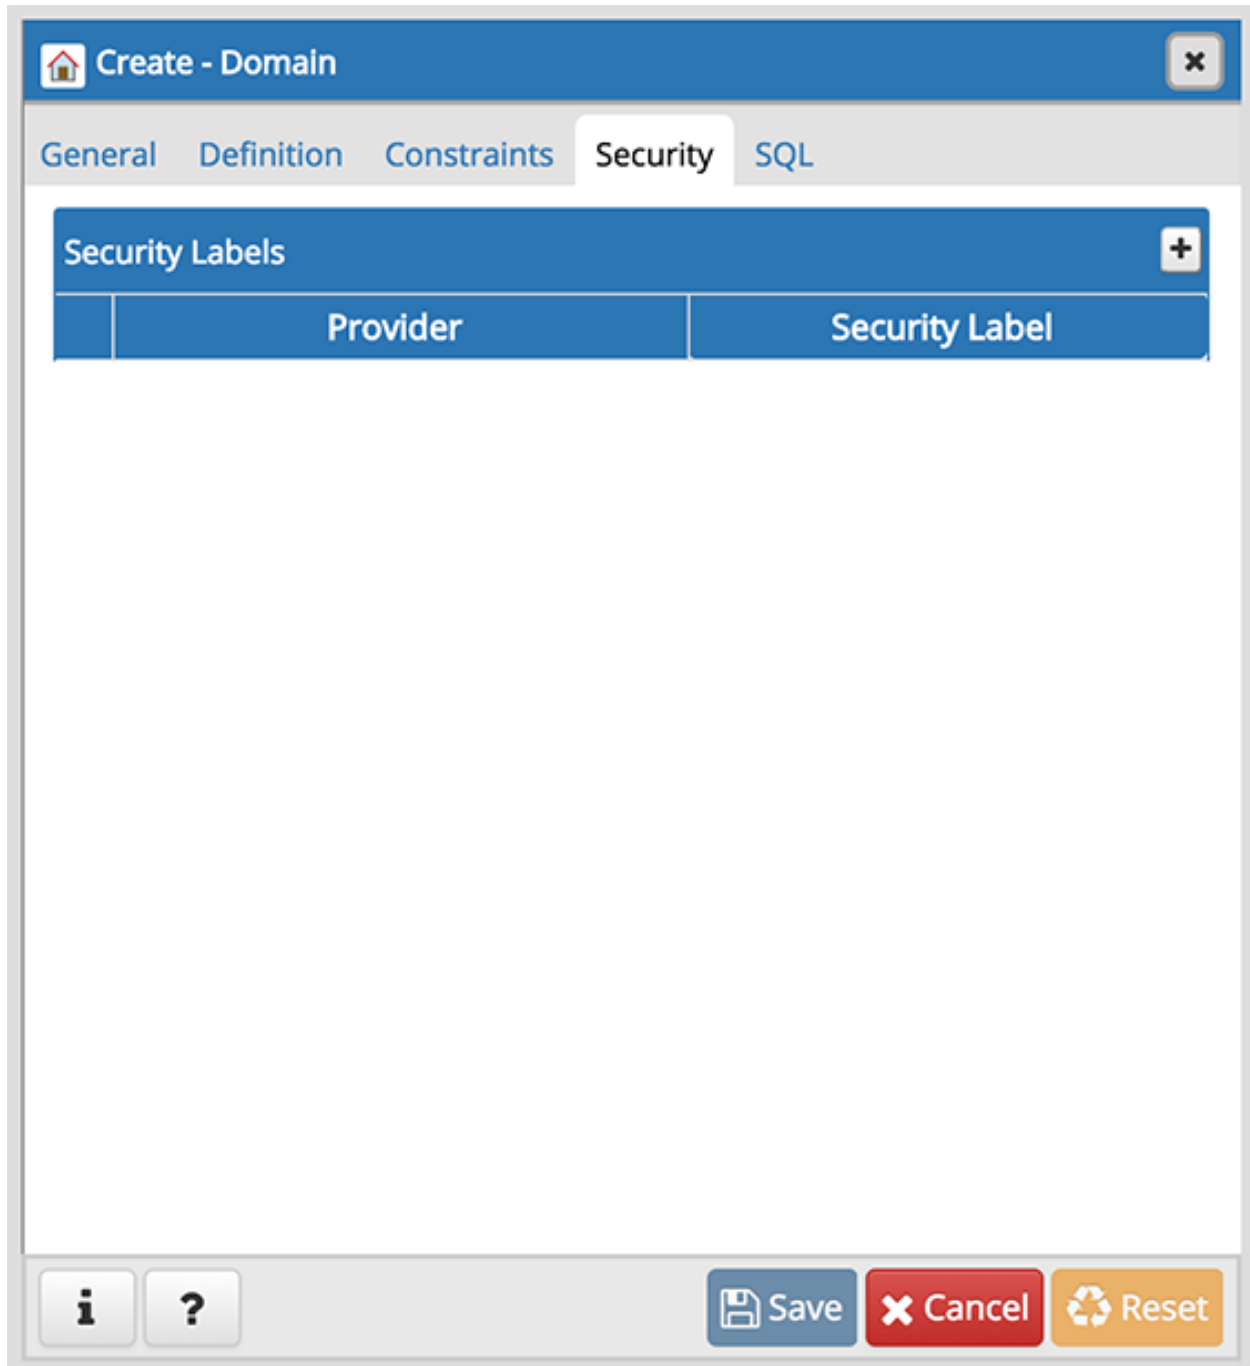 Create - Domain
General Definition Constraints Security SQL
Security Labels
Provider Security Label
i ? Save Cancel Reset